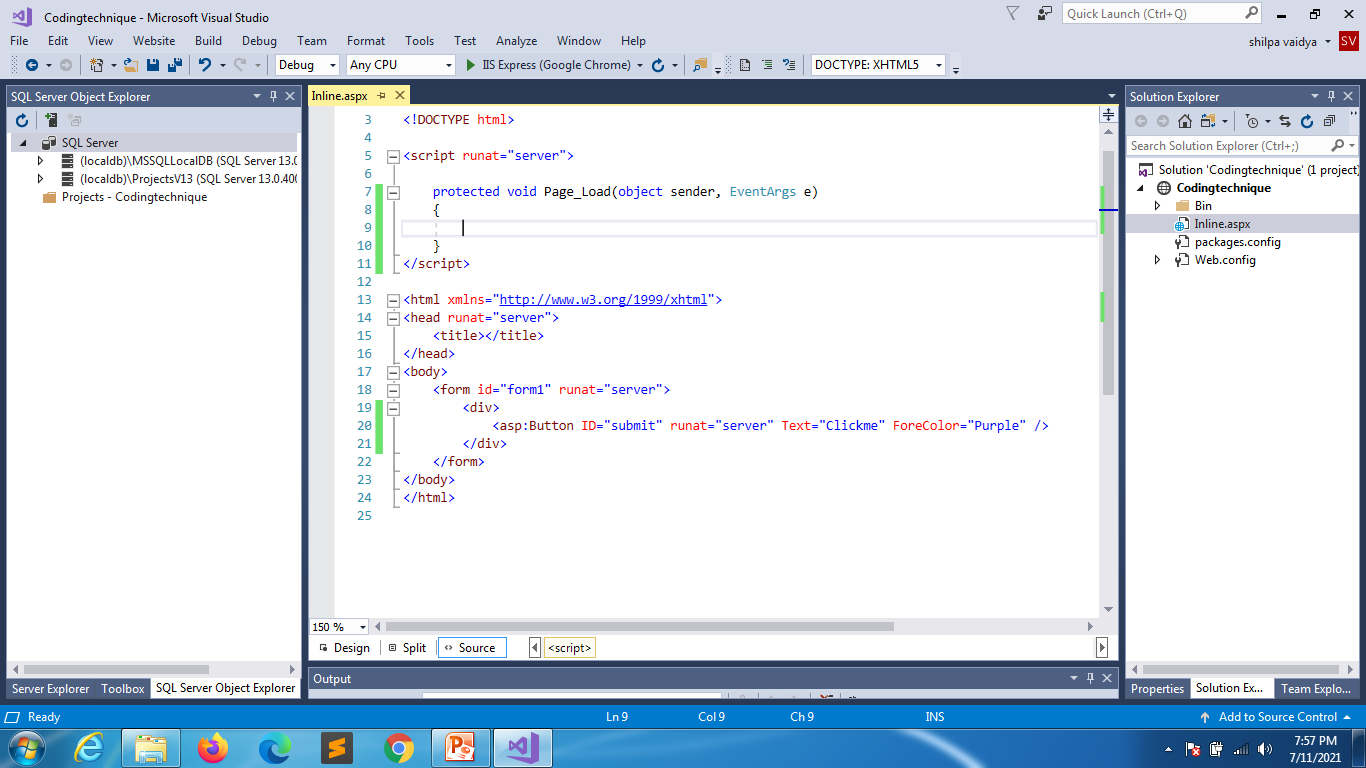 Codingtechnique - Microsoft Visual Studio
Quick Launch (Ctrl+Q)
File Edit View Website Build Debug Team Format Tools Test Analyze Window Help
shilpa vaidya SV
Debug Any CPU IIS Express (Google Chrome) DOCTYPE: XHTML5
SQL Server Object Explorer
SQL Server
(localdb)\MSSQLLocalDB (SQL Server 13.0
(localdb)\ProjectsV13 (SQL Server 13.0.400
Projects - Codingtechnique
Server Explorer Toolbox SQL Server Object Explorer
Inline.aspx
3 <!DOCTYPE html>
4
5 <script runat="server">
6
7 protected void Page_Load(object sender, EventArgs e)
8 {
9
10 }
11 </script>
12
13 <html xmlns="http://www.w3.org/1999/xhtml">
14 <head runat="server">
15 <title></title>
16 </head>
17 <body>
18 <form id="form1" runat="server">
19 <div>
20 <asp:Button ID="submit" runat="server" Text="Clickme" ForeColor="Purple" />
21 </div>
22 </form>
23 </body>
24 </html>
25
150 %
Design Split Source <script>
Output
Solution Explorer
Search Solution Explorer (Ctrl+;)
Solution 'Codingtechnique' (1 project)
Codingtechnique
Bin
Inline.aspx
packages.config
Web.config
Properties Solution Ex... Team Explo...
Ready Ln 9 Col 9 Ch 9 INS Add to Source Control
7:57 PM
7/11/2021